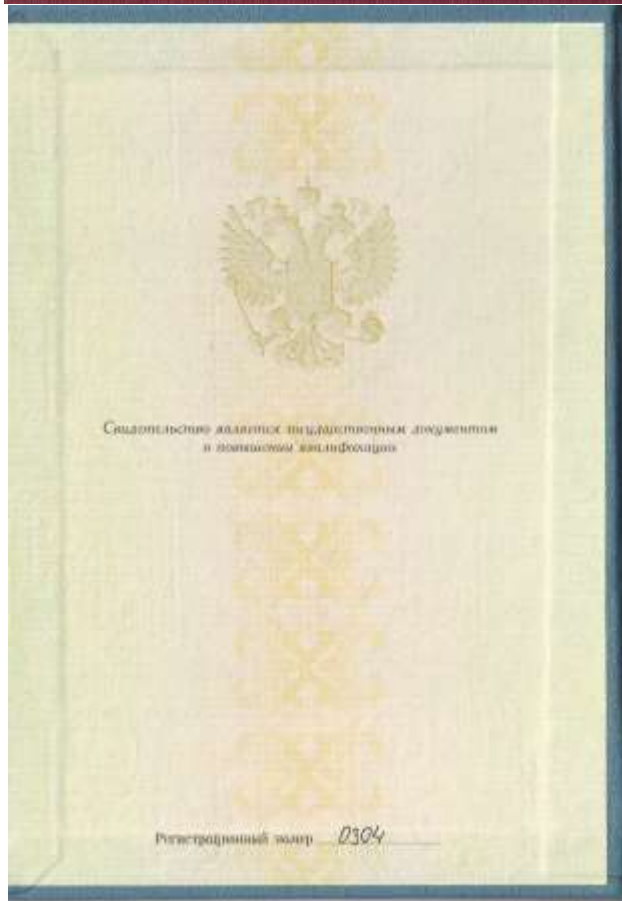 Свидетельство является государственным документом
о повышении квалификации
Регистрационный номер 0304